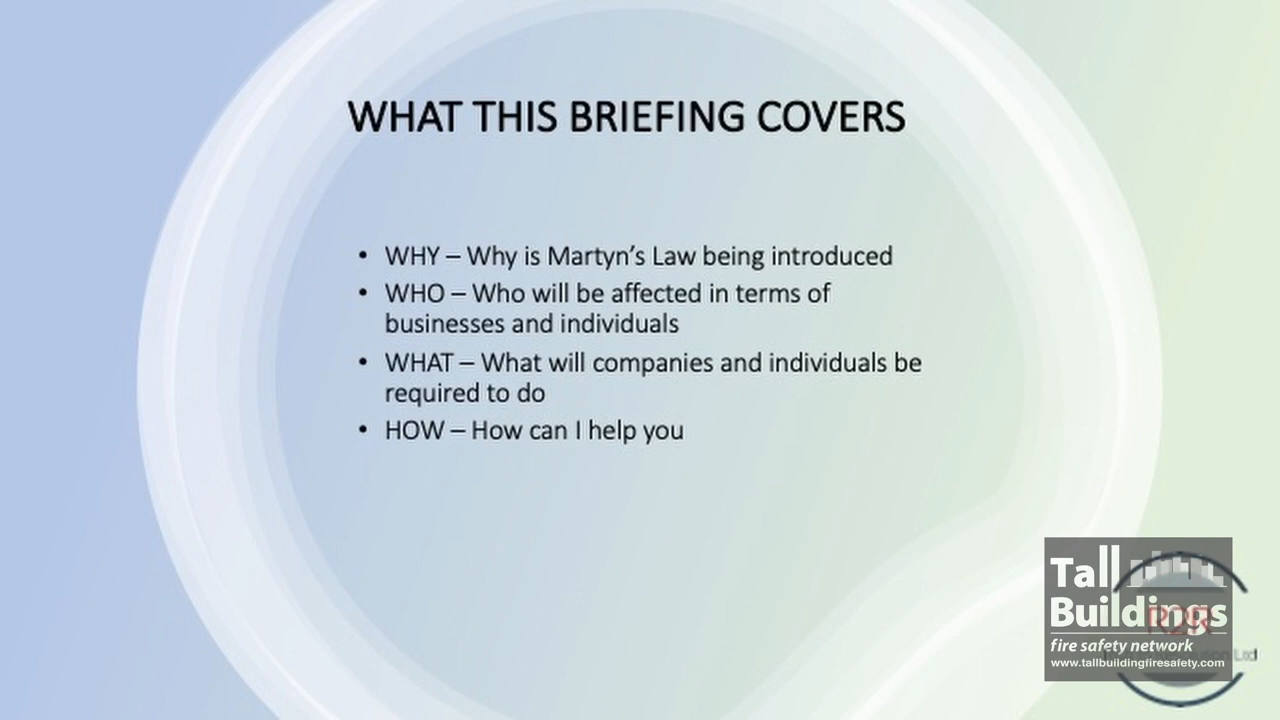 WHAT THIS BRIEFING COVERS
• WHY – Why is Martyn's Law being introduced
• WHO – Who will be affected in terms of
businesses and individuals
• WHAT – What will companies and individuals be
required to do
• HOW – How can I help you
Tall
Buildings
fire safety network
www.tallbuildingfiresafety.com
R2R
Ltd